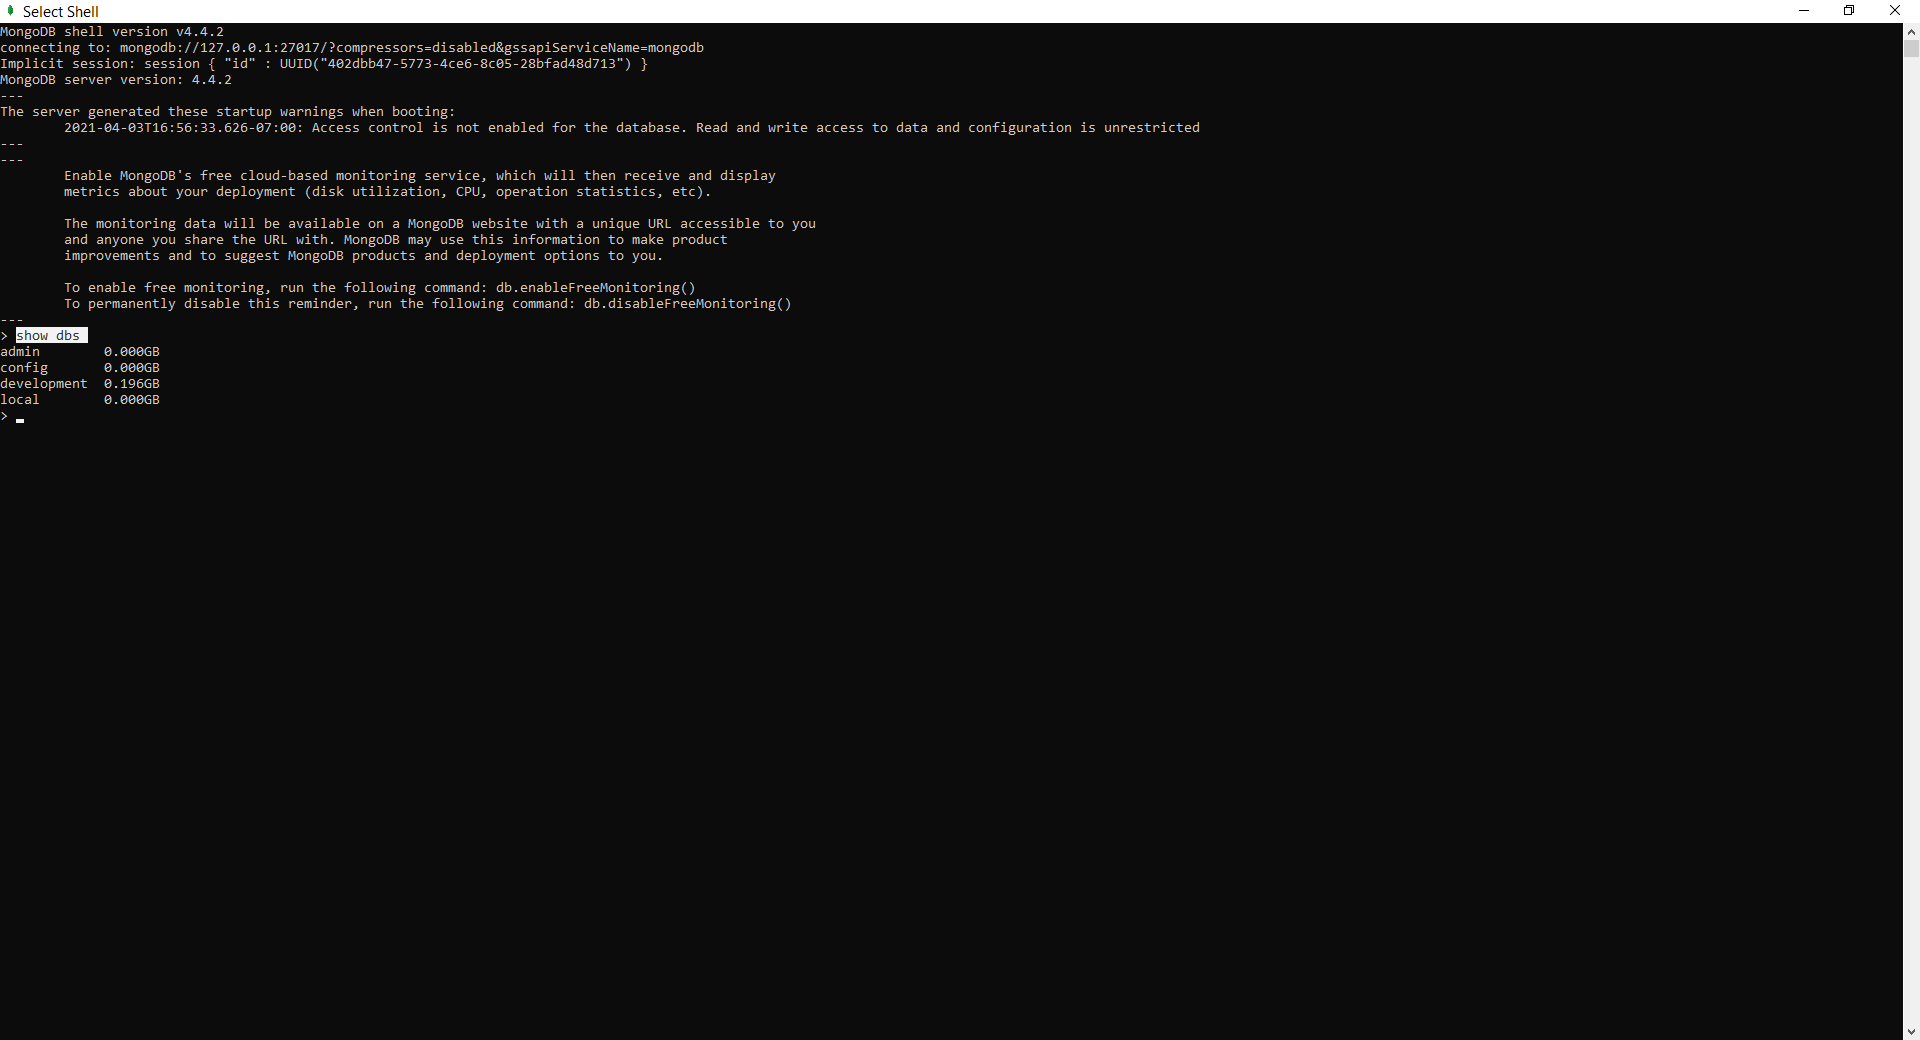 Select Shell
MongoDB shell version v4.4.2
connecting to: mongodb://127.0.0.1:27017/?compressors=disabled&gssapiServiceName=mongodb
Implicit session: session { "id" : UUID("402dbb47-5773-4ce6-8c05-28bfad48d713") }
MongoDB server version: 4.4.2
---
The server generated these startup warnings when booting:
        2021-04-03T16:56:33.626-07:00: Access control is not enabled for the database. Read and write access to data and configuration is unrestricted
---
---
        Enable MongoDB's free cloud-based monitoring service, which will then receive and display
        metrics about your deployment (disk utilization, CPU, operation statistics, etc).

        The monitoring data will be available on a MongoDB website with a unique URL accessible to you
        and anyone you share the URL with. MongoDB may use this information to make product
        improvements and to suggest MongoDB products and deployment options to you.

        To enable free monitoring, run the following command: db.enableFreeMonitoring()
        To permanently disable this reminder, run the following command: db.disableFreeMonitoring()
---
> show dbs
admin        0.000GB
config       0.000GB
development  0.196GB
local        0.000GB
>